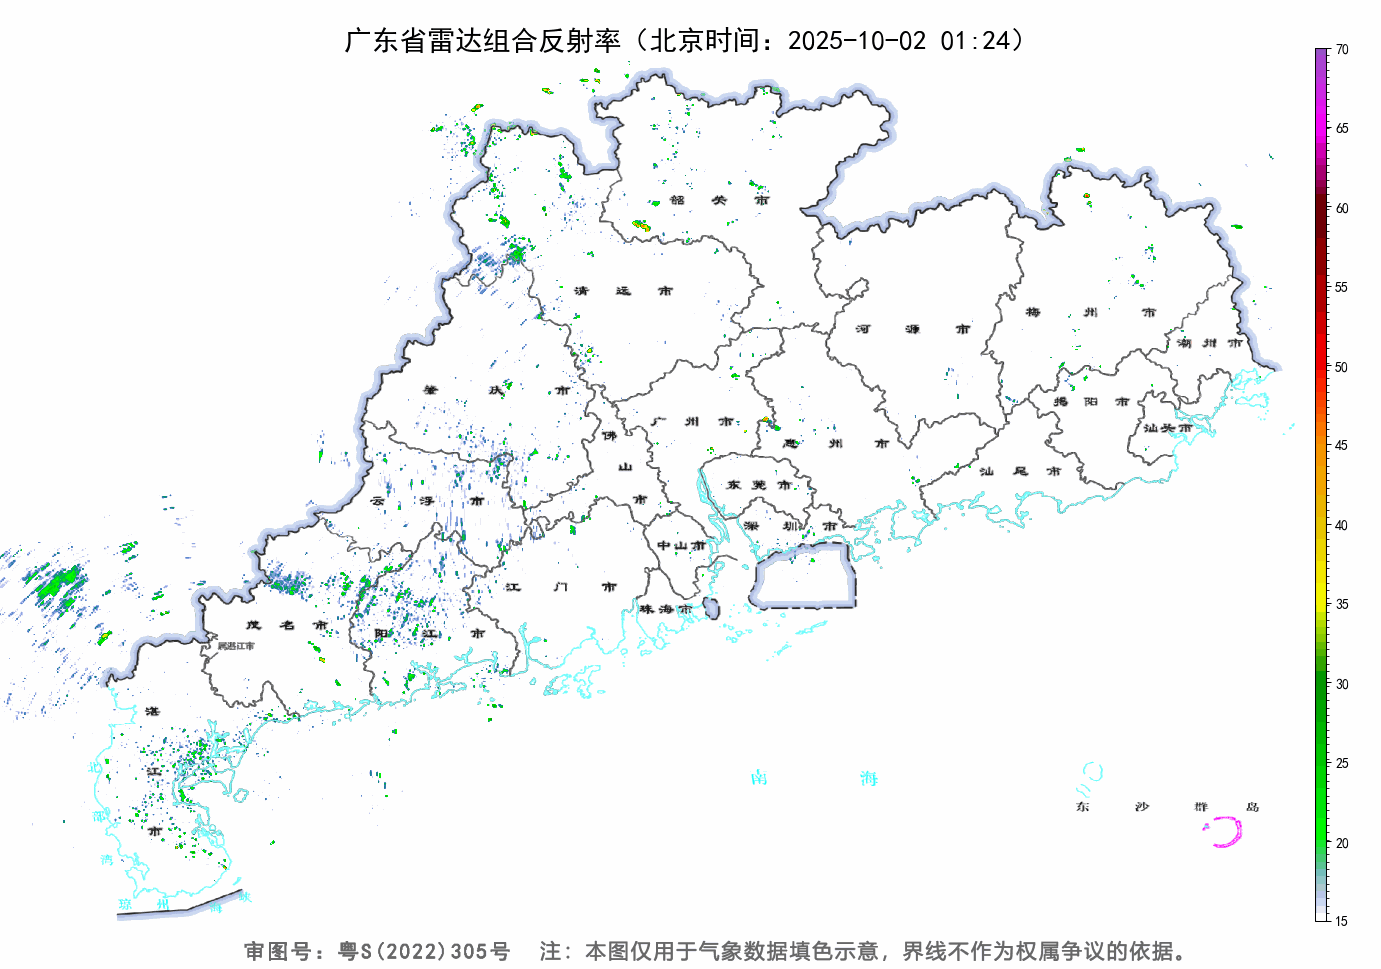 广东省雷达组合反射率（北京时间：2025-10-02 01:24）
70
65
60
55
50
45
40
35
30
25
20
15
韶 关 市
清 远 市
河 源 市
梅 州 市
潮 州 市
肇 庆 市
广 州 市
惠 州 市
揭 阳 市
汕头市
佛 山 市
东 莞 市
汕 尾 市
云 浮 市
深 圳 市
中山市
江 门 市
珠海市
茂 名 市
阳 江 市
属湛江市
湛 江 市
北 部 湾
南 海
东 沙 群 岛
琼 州 海 峡
审图号：粤S(2022)305号 注：本图仅用于气象数据填色示意，界线不作为权属争议的依据。